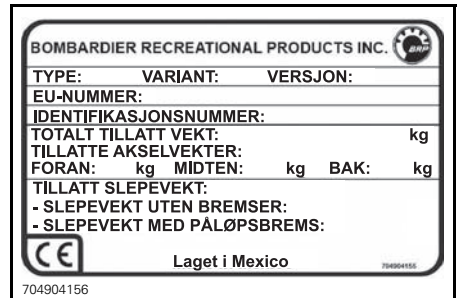 BOMBARDIER RECREATIONAL PRODUCTS INC. BRP
TYPE: VARIANT: VERSJON:
EU-NUMMER:
IDENTIFIKASJONSNUMMER:
TOTALT TILLATT VEKT: kg
TILLATTE AKSELVEKTER:
FORAN: kg MIDTEN: kg BAK: kg
TILLATT SLEPEVEKT:
- SLEPEVEKT UTEN BREMSER:
- SLEPEVEKT MED PÅLØPSBREMS:
CE Laget i Mexico 704904155
704904156